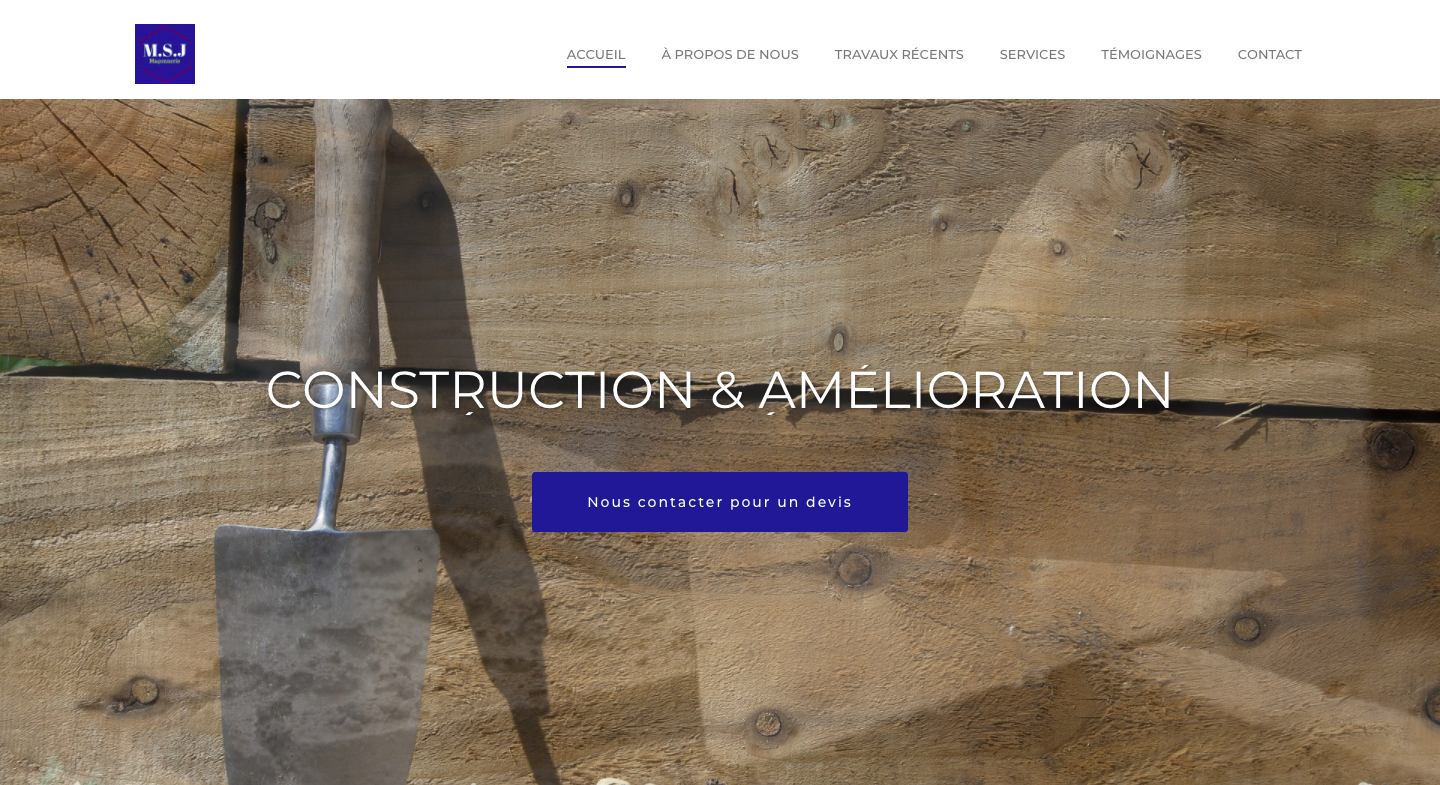 M.S.J
Maçonnerie
ACCUEIL
À PROPOS DE NOUS
TRAVAUX RÉCENTS
SERVICES
TÉMOIGNAGES
CONTACT
CONSTRUCTION & AMÉLIORATION
Nous contacter pour un devis